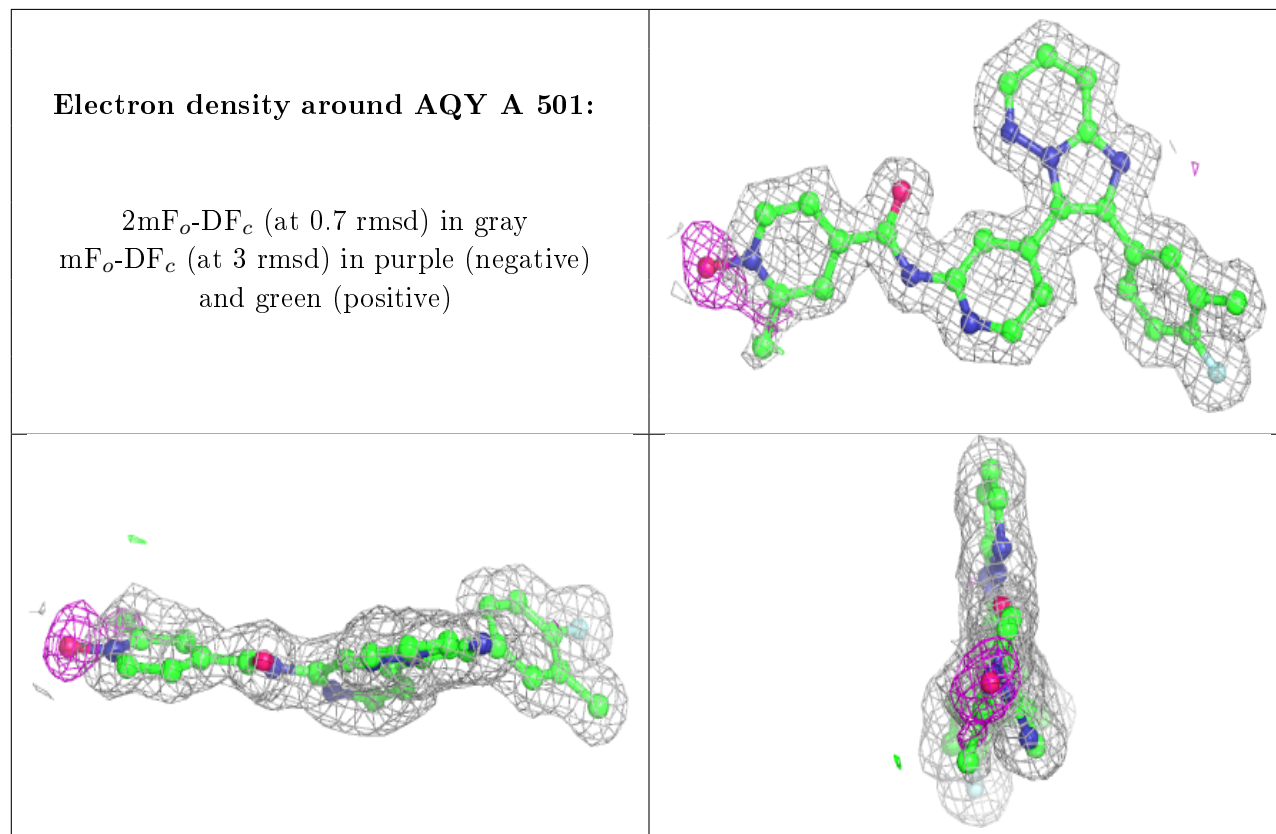 Electron density around AQY A 501:
2mFₒ-DF𝒸 (at 0.7 rmsd) in gray
mFₒ-DF𝒸 (at 3 rmsd) in purple (negative)
and green (positive)